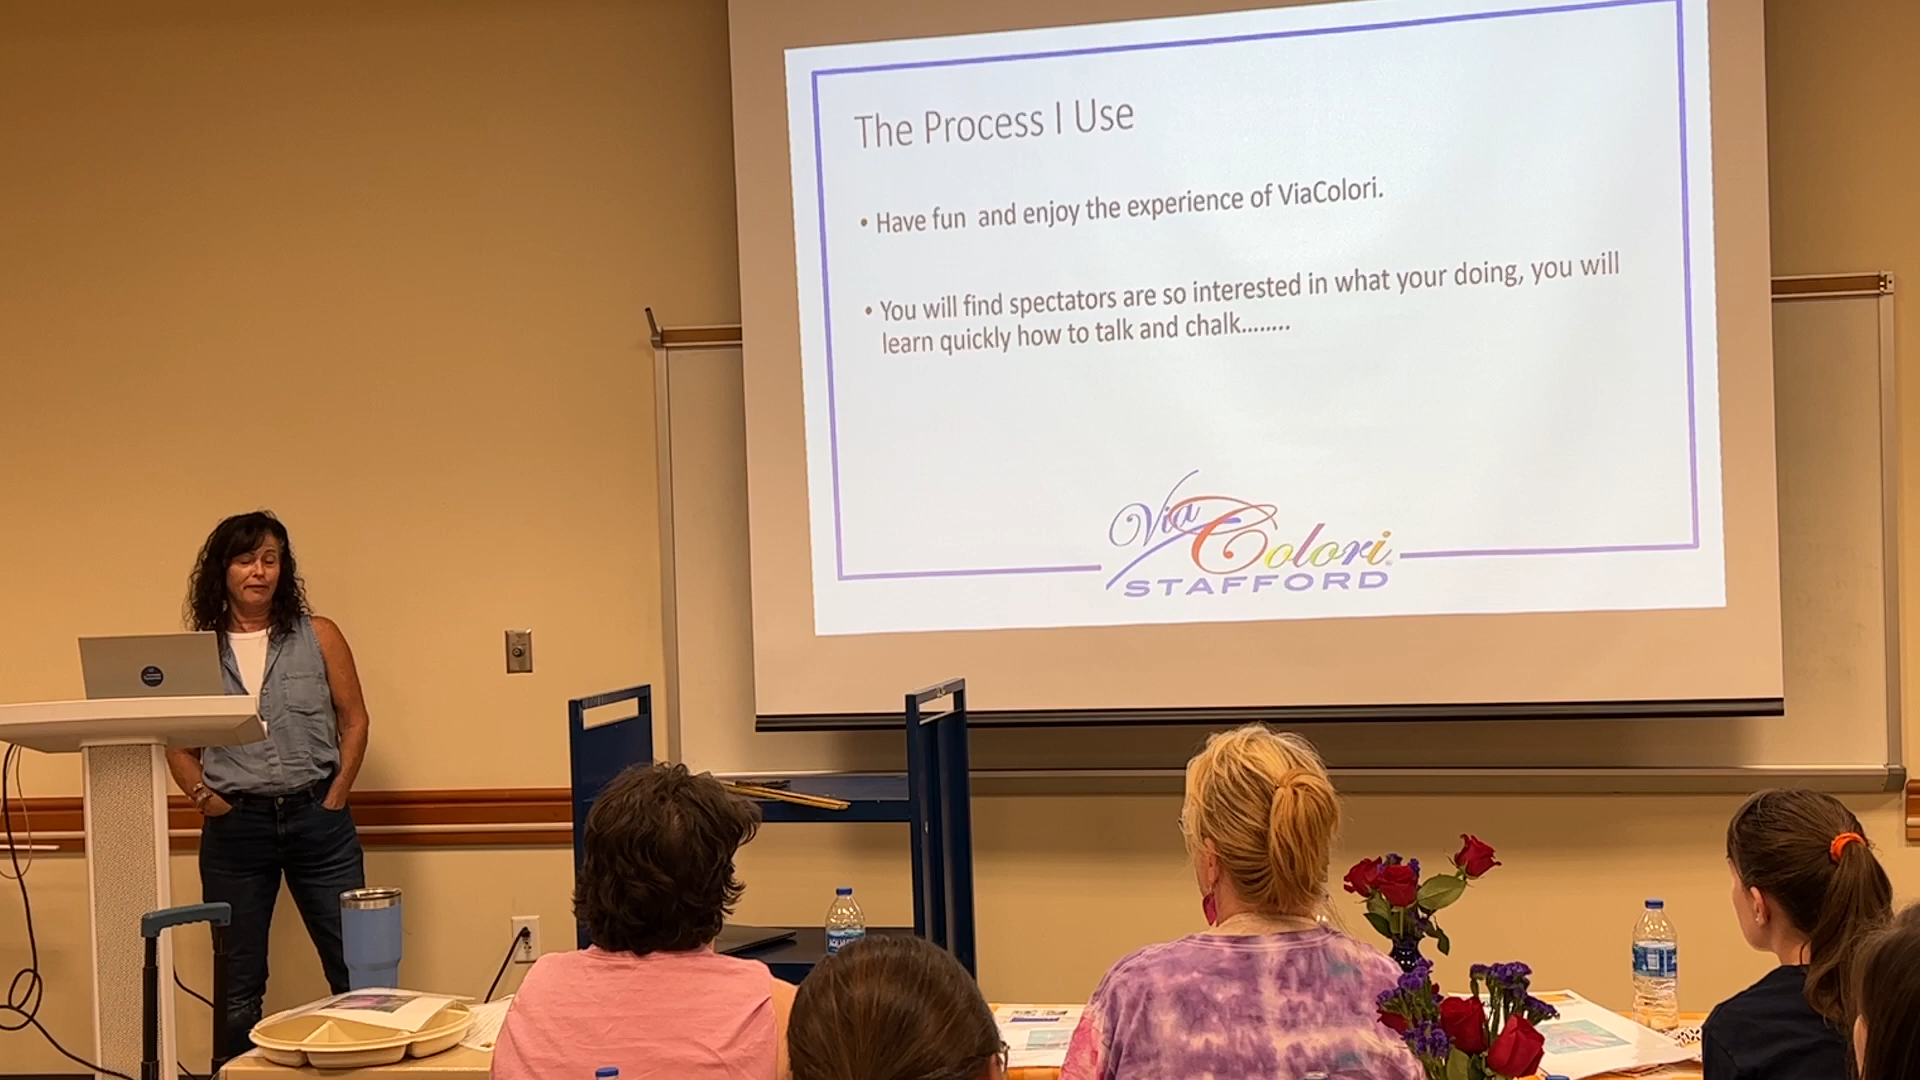 The Process I Use
• Have fun and enjoy the experience of ViaColori.
• You will find spectators are so interested in what your doing, you will
learn quickly how to talk and chalk........
Via Colori
STAFFORD